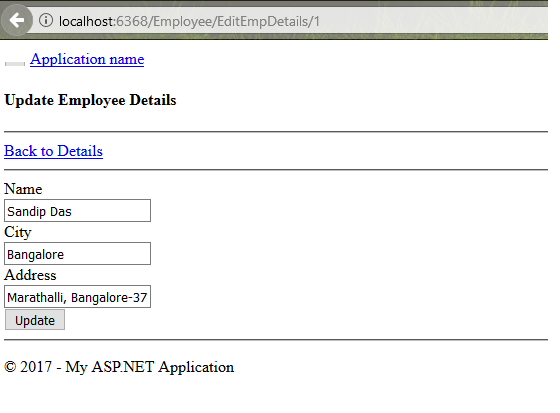 localhost:6368/Employee/EditEmpDetails/1
Application name
Update Employee Details
Back to Details
Name
Sandip Das
City
Bangalore
Address
Marathalli, Bangalore-37
Update
© 2017 - My ASP.NET Application